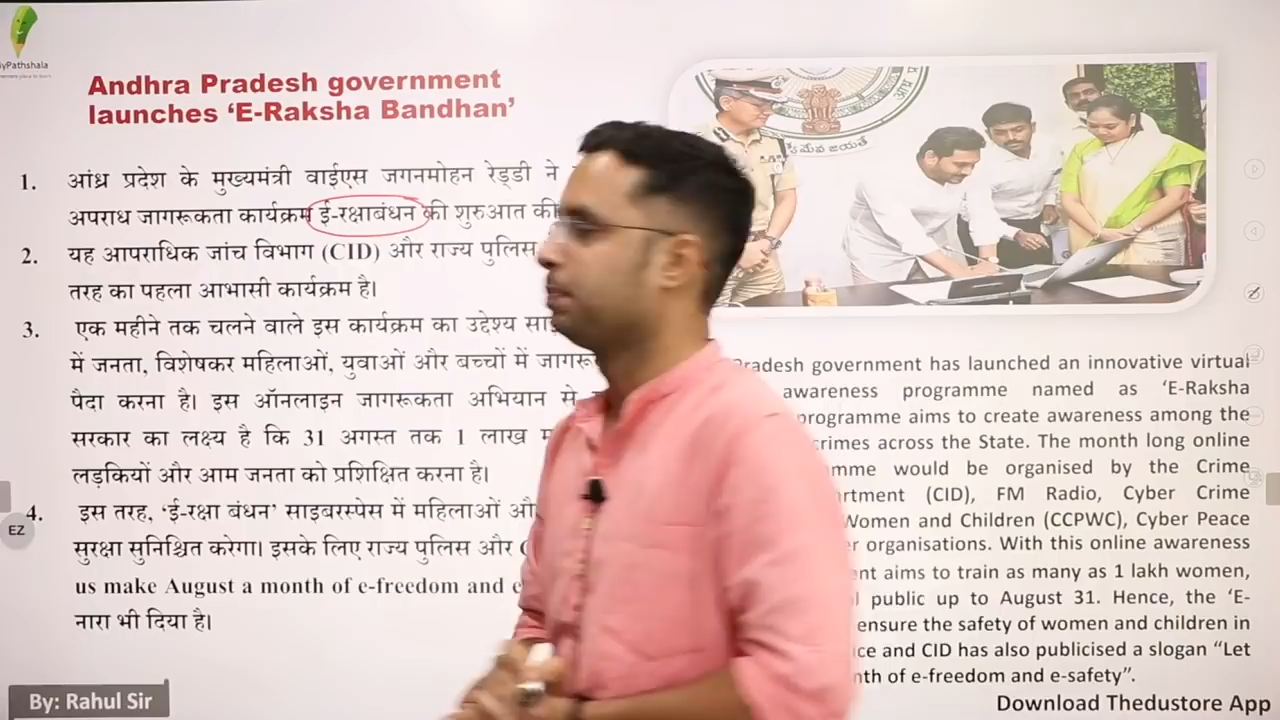 yPathshala
Andhra Pradesh government
launches ‘E-Raksha Bandhan’
1. आंध्र प्रदेश के मुख्यमंत्री वाईएस जगनमोहन रेड्डी ने
अपराध जागरूकता कार्यक्रम ई-रक्षाबंधन की शुरुआत की
2. यह आपराधिक जांच विभाग (CID) और राज्य पुलिस
तरह का पहला आभासी कार्यक्रम है।
3. एक महीने तक चलने वाले इस कार्यक्रम का उद्देश्य
में जनता, विशेषकर महिलाओं, युवाओं और बच्चों में
पैदा करना है। इस ऑनलाइन जागरूकता अभियान से
सरकार का लक्ष्य है कि 31 अगस्त तक 1 लाख
लड़कियों और आम जनता को प्रशिक्षित करना है।
4. इस तरह, ‘ई-रक्षा बंधन’ साइबरस्पेस में महिलाओं
सुरक्षा सुनिश्चित करेगा। इसके लिए राज्य पुलिस और
us make August a month of e-freedom and
नारा भी दिया है।
EZ
By: Rahul Sir
Pradesh government has launched an innovative virtual
awareness programme named as ‘E-Raksha
programme aims to create awareness among the
crimes across the State. The month long online
would be organised by the Crime
(CID), FM Radio, Cyber Crime
Women and Children (CCPWC), Cyber Peace
organisations. With this online awareness
aims to train as many as 1 lakh women,
public up to August 31. Hence, the ‘E-
ensure the safety of women and children in
and CID has also publicised a slogan “Let
of e-freedom and e-safety”.
Download Thedustore App